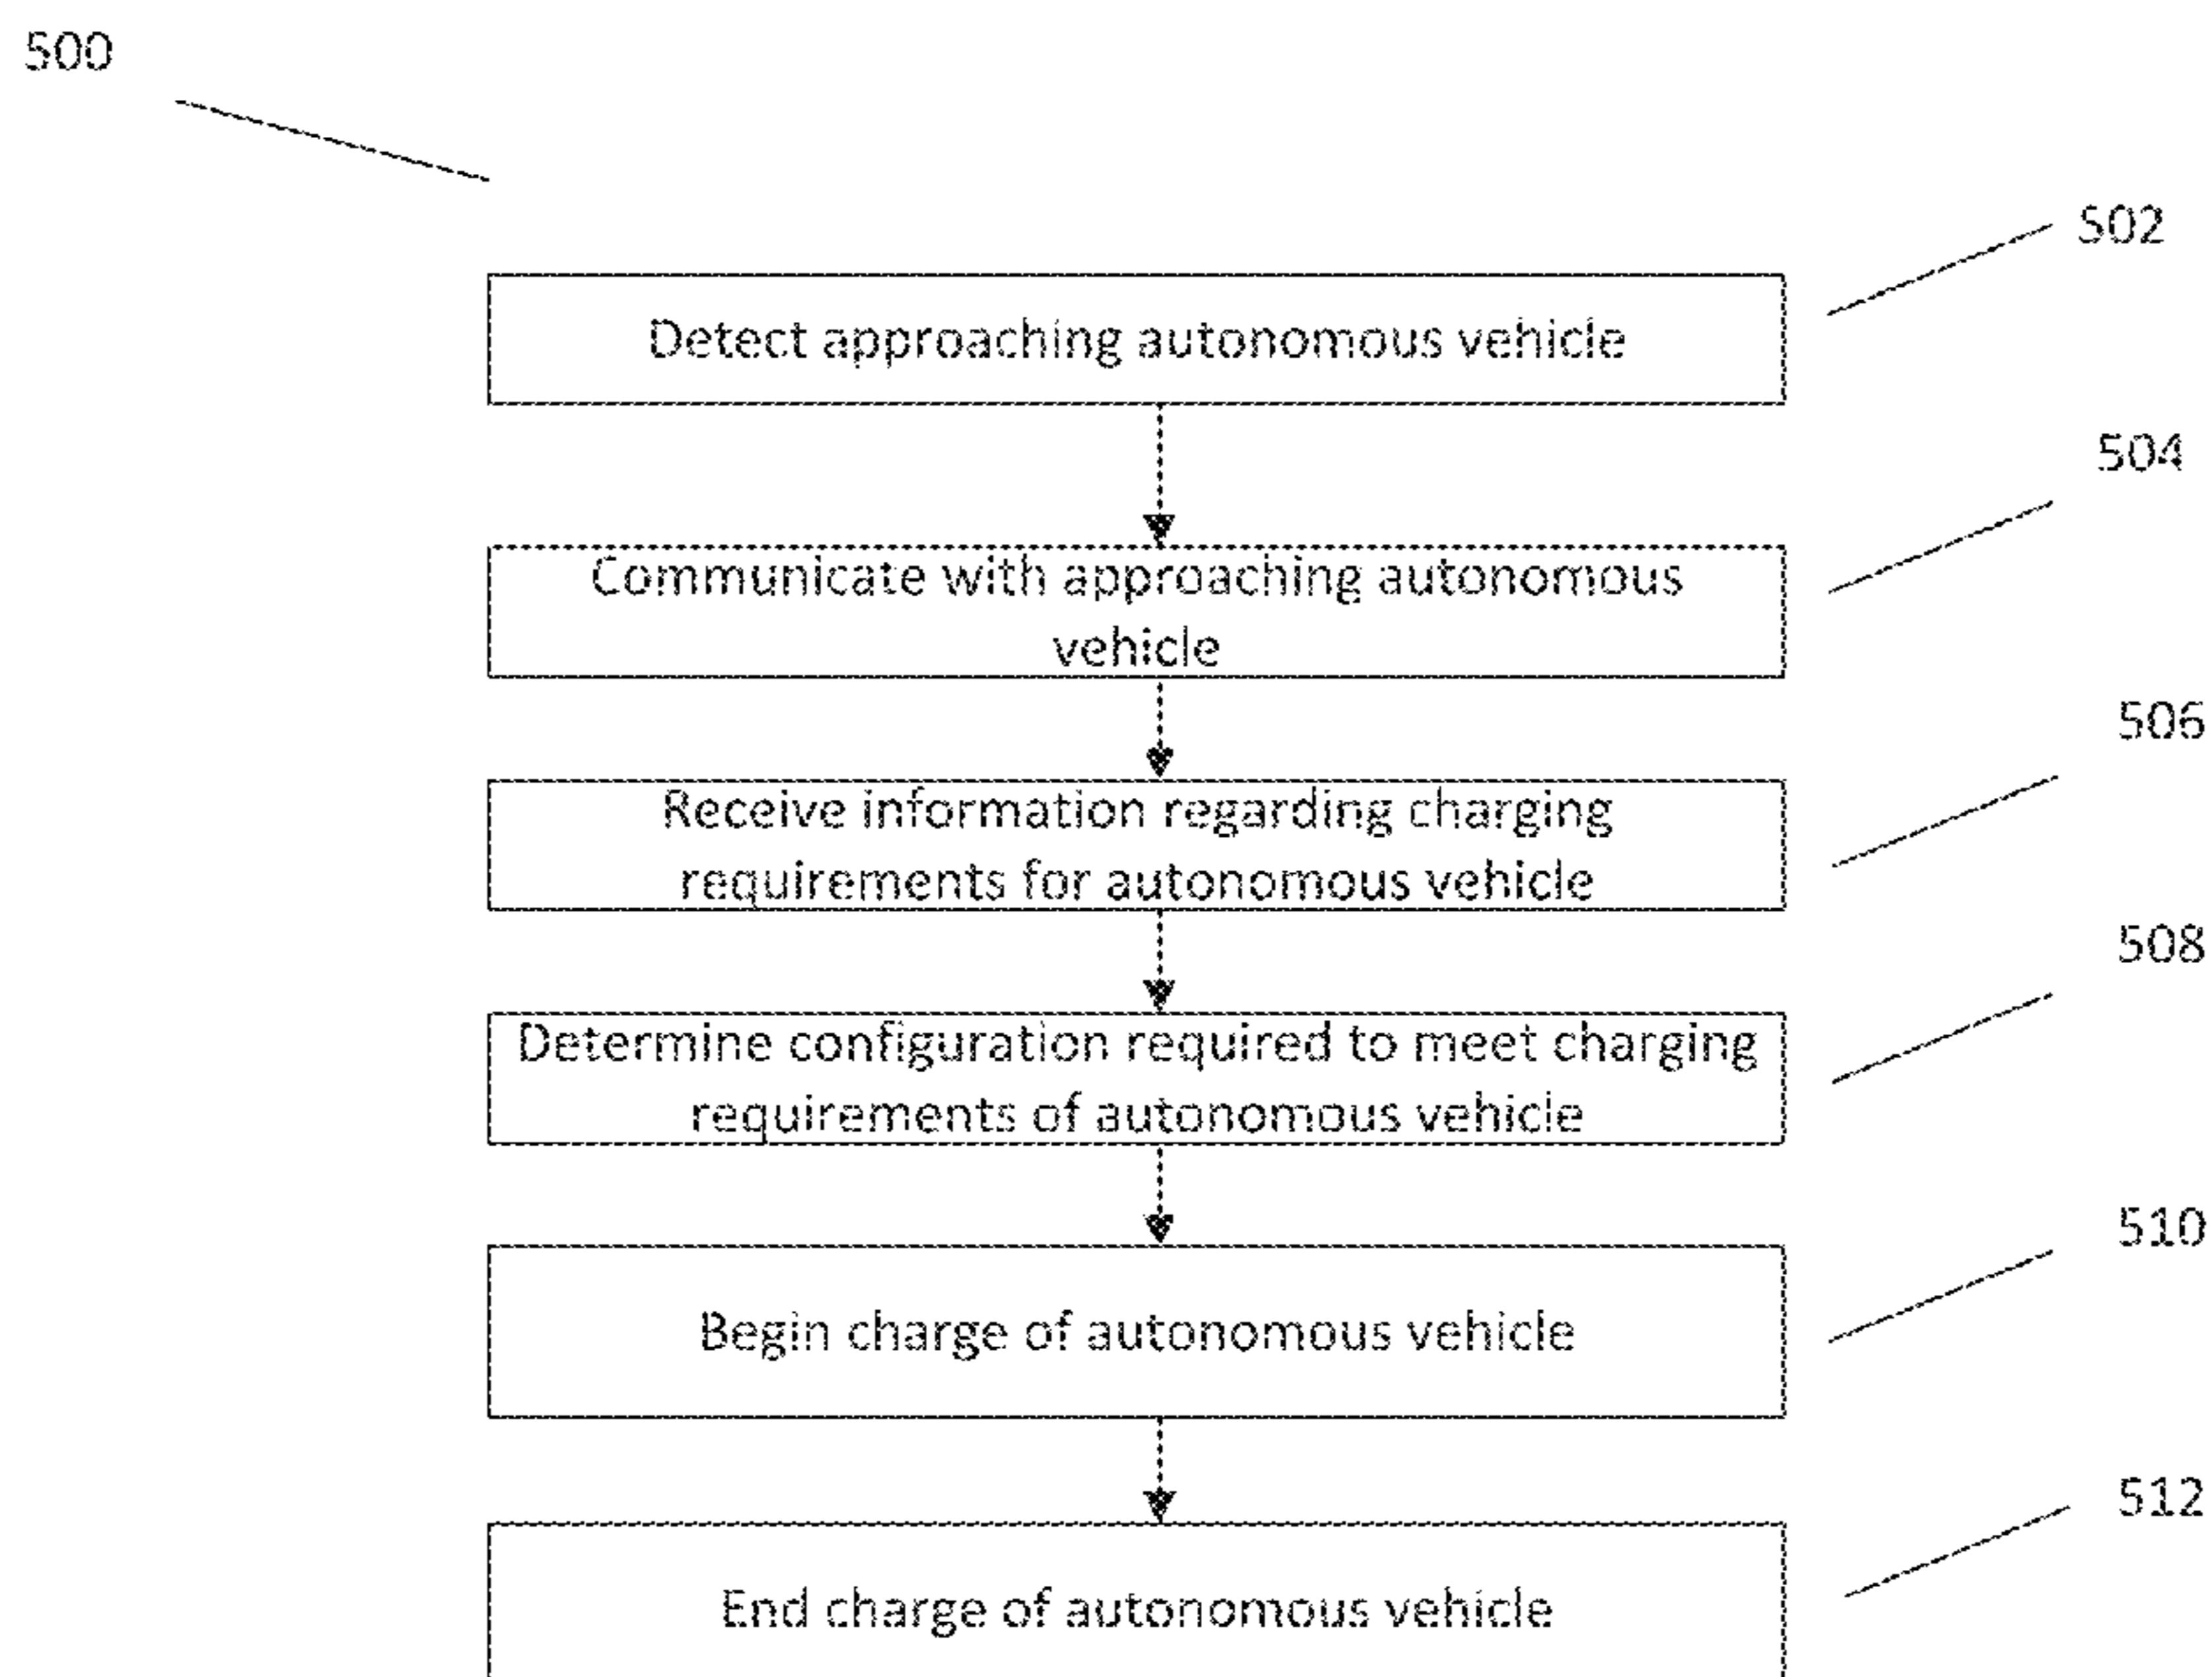 500
502
Detect approaching autonomous vehicle
504
Communicate with approaching autonomous
vehicle
506
Receive information regarding charging
requirements for autonomous vehicle
508
Determine configuration required to meet charging
requirements of autonomous vehicle
510
Begin charge of autonomous vehicle
512
End charge of autonomous vehicle